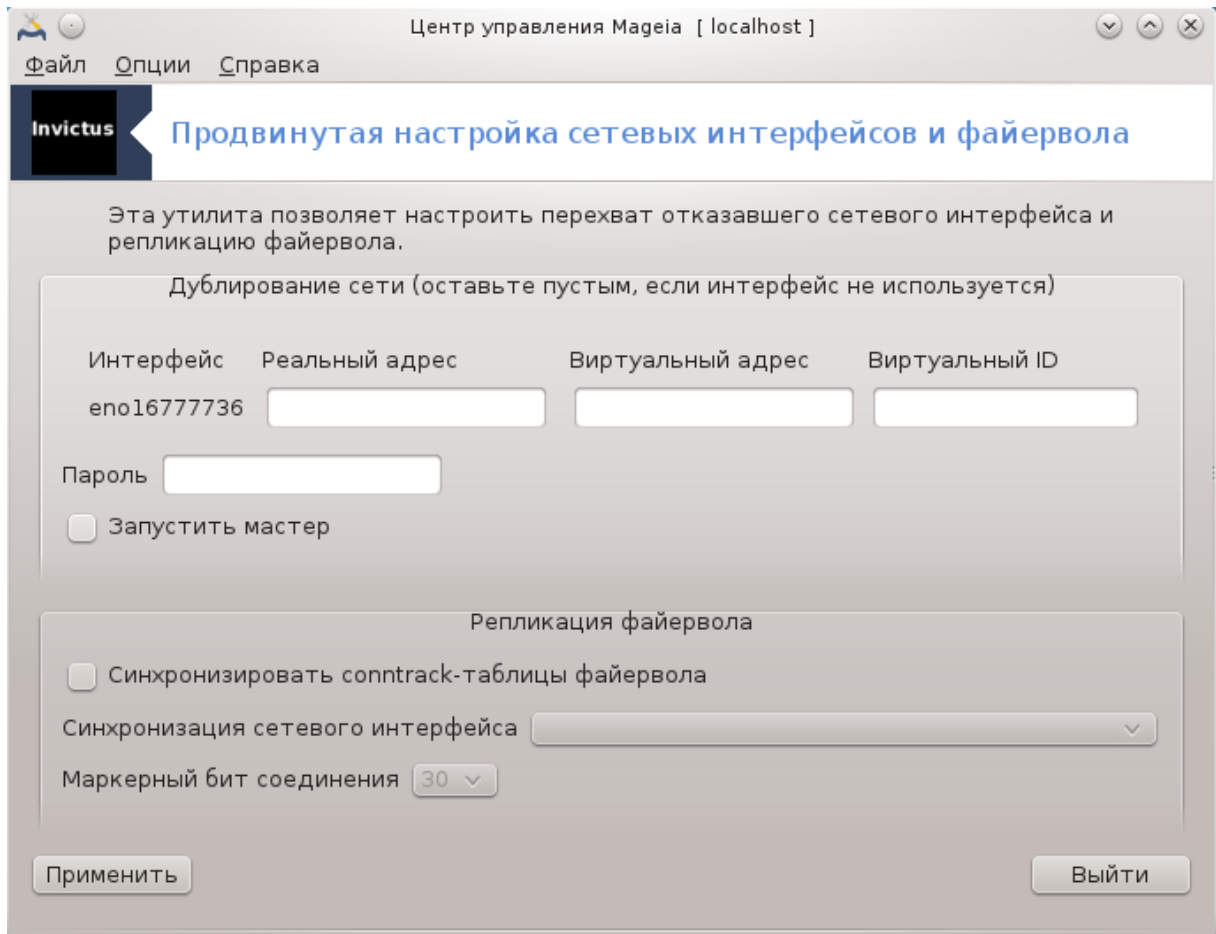 Центр управления Mageia [ localhost ]
Файл Опции Справка
Invictus
Продвинутая настройка сетевых интерфейсов и файервола
Эта утилита позволяет настроить перехват отказавшего сетевого интерфейса и
репликацию файервола.
Дублирование сети (оставьте пустым, если интерфейс не используется)
Интерфейс Реальный адрес Виртуальный адрес Виртуальный ID
eno16777736
Пароль
Запустить мастер
Репликация файервола
Синхронизировать conntrack-таблицы файервола
Синхронизация сетевого интерфейса
Маркерный бит соединения 30
Применить Выйти